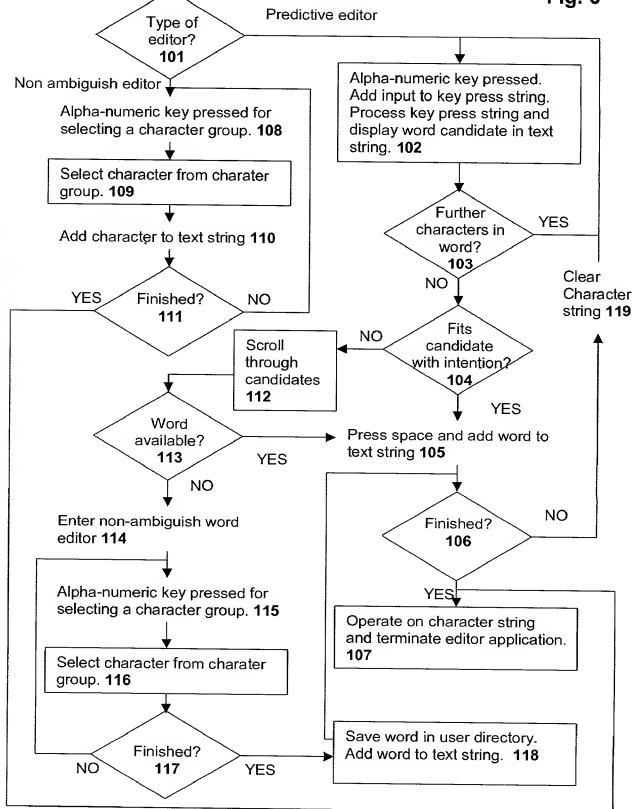 Fig. 6
Type of
editor?
101
Predictive editor
Non ambiguish editor
Alpha-numeric key pressed for
selecting a character group. 108
Select character from charater
group. 109
Add character to text string 110
Finished?
111
YES
NO
Alpha-numeric key pressed.
Add input to key press string.
Process key press string and
display word candidate in text
string. 102
Further
characters in
word?
103
YES
NO
Clear
Character
string 119
Fits
candidate
with intention?
104
NO
YES
Scroll
through
candidates
112
Word
available?
113
YES
NO
Press space and add word to
text string 105
Finished?
106
NO
YES
Enter non-ambiguish word
editor 114
Alpha-numeric key pressed for
selecting a character group. 115
Select character from charater
group. 116
Finished?
117
NO
YES
Operate on character string
and terminate editor application.
107
Save word in user directory.
Add word to text string. 118